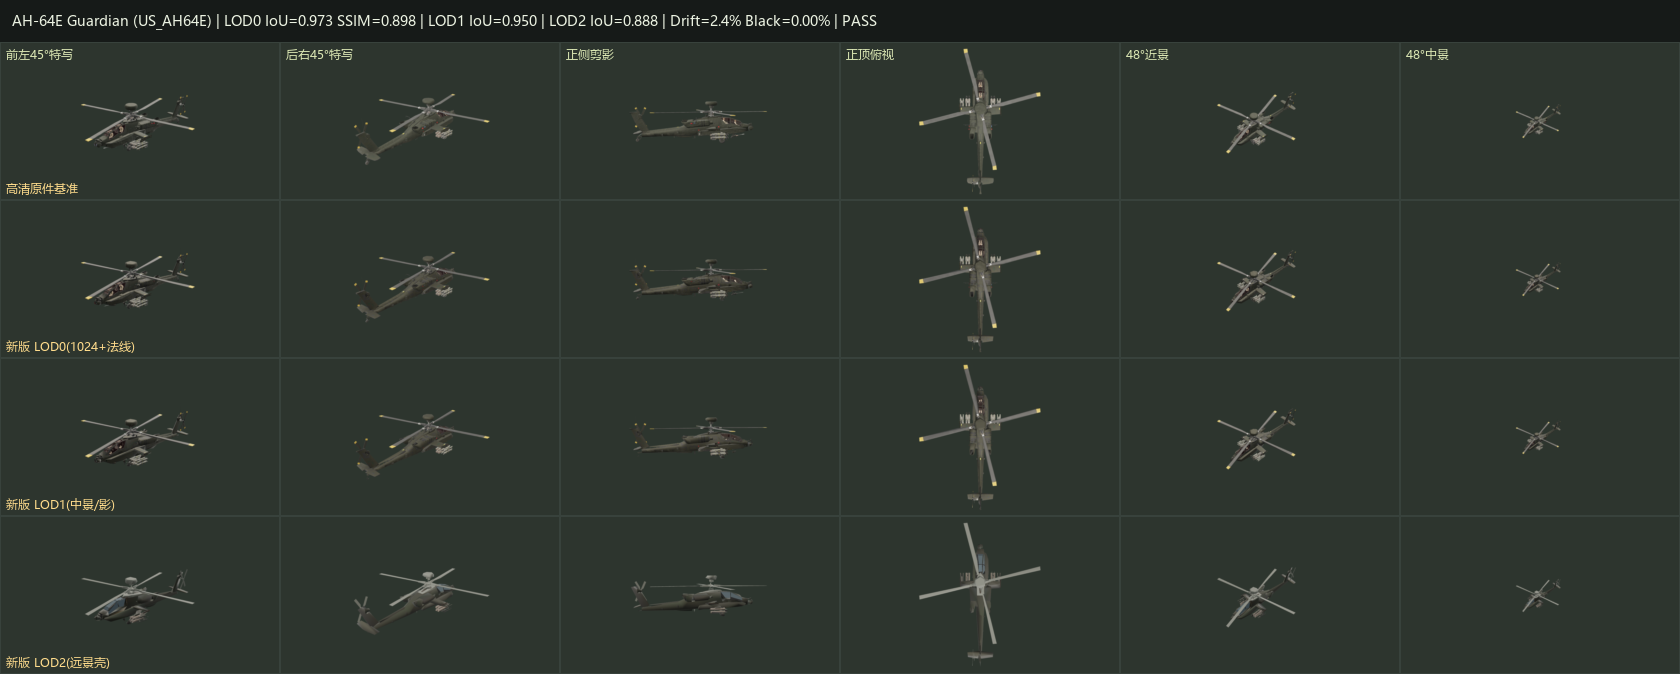 AH-64E Guardian (US_AH64E) | LOD0 IoU=0.973 SSIM=0.898 | LOD1 IoU=0.950 | LOD2 IoU=0.888 | Drift=2.4% Black=0.00% | PASS
前左45°特写
后右45°特写
正侧剪影
正顶俯视
48°近景
48°中景
高清原件基准
新版 LOD0(1024+法线)
新版 LOD1(中景/影)
新版 LOD2(远景壳)